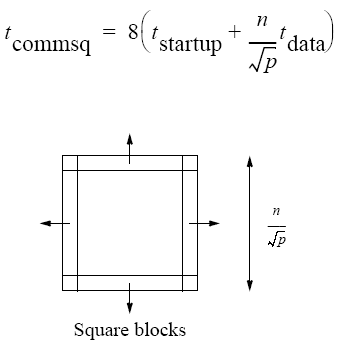 t_commsq = 8(t_startup + n/√p t_data)
n/√p
Square blocks